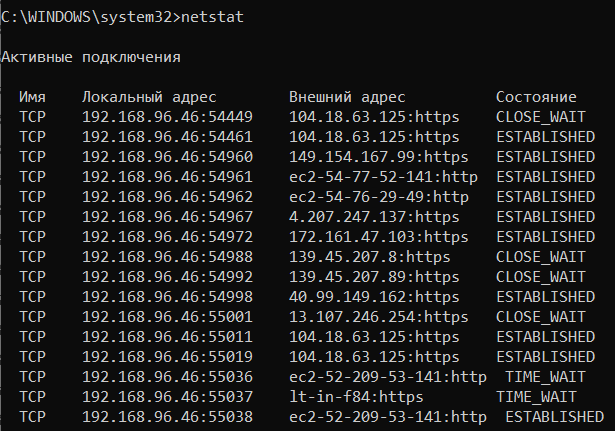 C:\WINDOWS\system32>netstat
Активные подключения
Имя Локальный адрес Внешний адрес Состояние
TCP 192.168.96.46:54449 104.18.63.125:https CLOSE_WAIT
TCP 192.168.96.46:54461 104.18.63.125:https ESTABLISHED
TCP 192.168.96.46:54960 149.154.167.99:https ESTABLISHED
TCP 192.168.96.46:54961 ec2-54-77-52-141:http ESTABLISHED
TCP 192.168.96.46:54962 ec2-54-76-29-49:http ESTABLISHED
TCP 192.168.96.46:54967 4.207.247.137:https ESTABLISHED
TCP 192.168.96.46:54972 172.161.47.103:https ESTABLISHED
TCP 192.168.96.46:54988 139.45.207.8:https CLOSE_WAIT
TCP 192.168.96.46:54992 139.45.207.89:https CLOSE_WAIT
TCP 192.168.96.46:54998 40.99.149.162:https ESTABLISHED
TCP 192.168.96.46:55001 13.107.246.254:https CLOSE_WAIT
TCP 192.168.96.46:55011 104.18.63.125:https ESTABLISHED
TCP 192.168.96.46:55019 104.18.63.125:https ESTABLISHED
TCP 192.168.96.46:55036 ec2-52-209-53-141:http TIME_WAIT
TCP 192.168.96.46:55037 lt-in-f84:https TIME_WAIT
TCP 192.168.96.46:55038 ec2-52-209-53-141:http ESTABLISHED